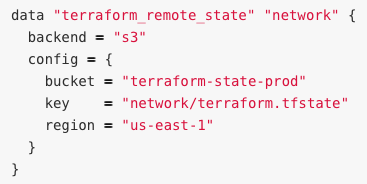 data "terraform_remote_state" "network" {
  backend = "s3"
  config = {
    bucket = "terraform-state-prod"
    key    = "network/terraform.tfstate"
    region = "us-east-1"
  }
}